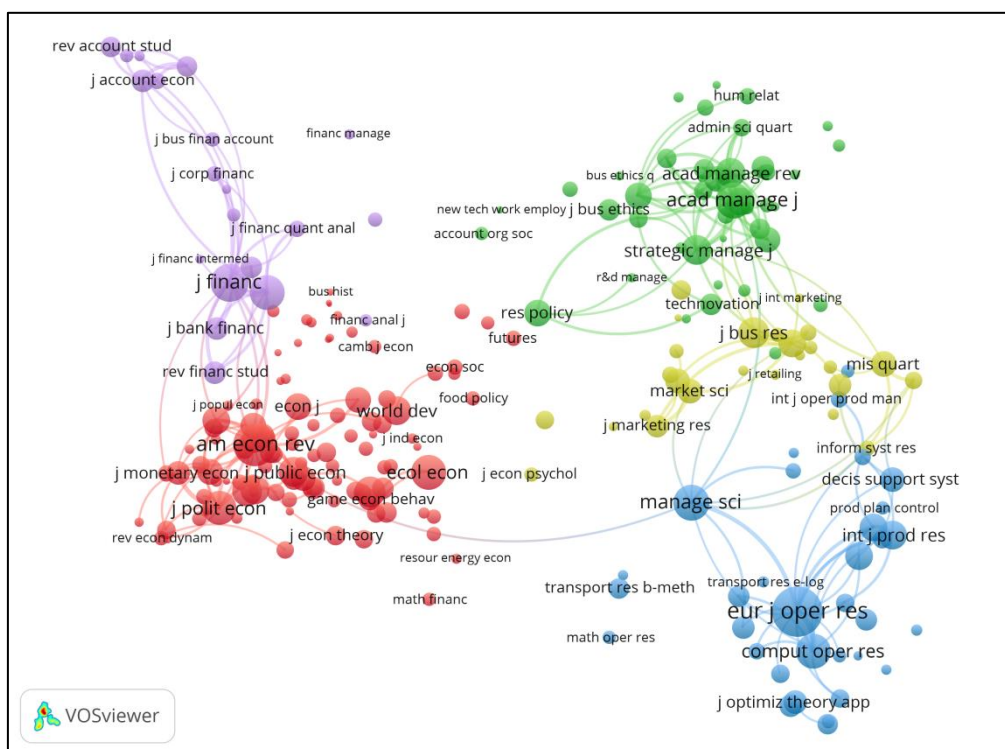 rev account stud
j account econ
hum relat
admin sci quart
financ manage
j bus finan account
acad manage rev
j corp financ
bus ethics q
acad manage j
new tech work employ
j bus ethics
j financ quant anal
account org soc
strategic manage j
j financ intermed
j financ
r&d manage
bus hist
technovation
j int marketing
res policy
financ anal j
j bank financ
j bus res
futures
camb j econ
mis quart
econ soc
j retailing
rev financ stud
market sci
int j oper prod man
food policy
j popul econ
econ j
world dev
j marketing res
am econ rev
j ind econ
inform syst res
j monetary econ
j public econ
ecol econ
j econ psychol
decis support syst
game econ behav
manage sci
j polit econ
prod plan control
rev econ dynam
j econ theory
int j prod res
resour energy econ
transport res b-meth
transport res e-log
math financ
eur j oper res
math oper res
comput oper res
j optimiz theory app
VOSviewer